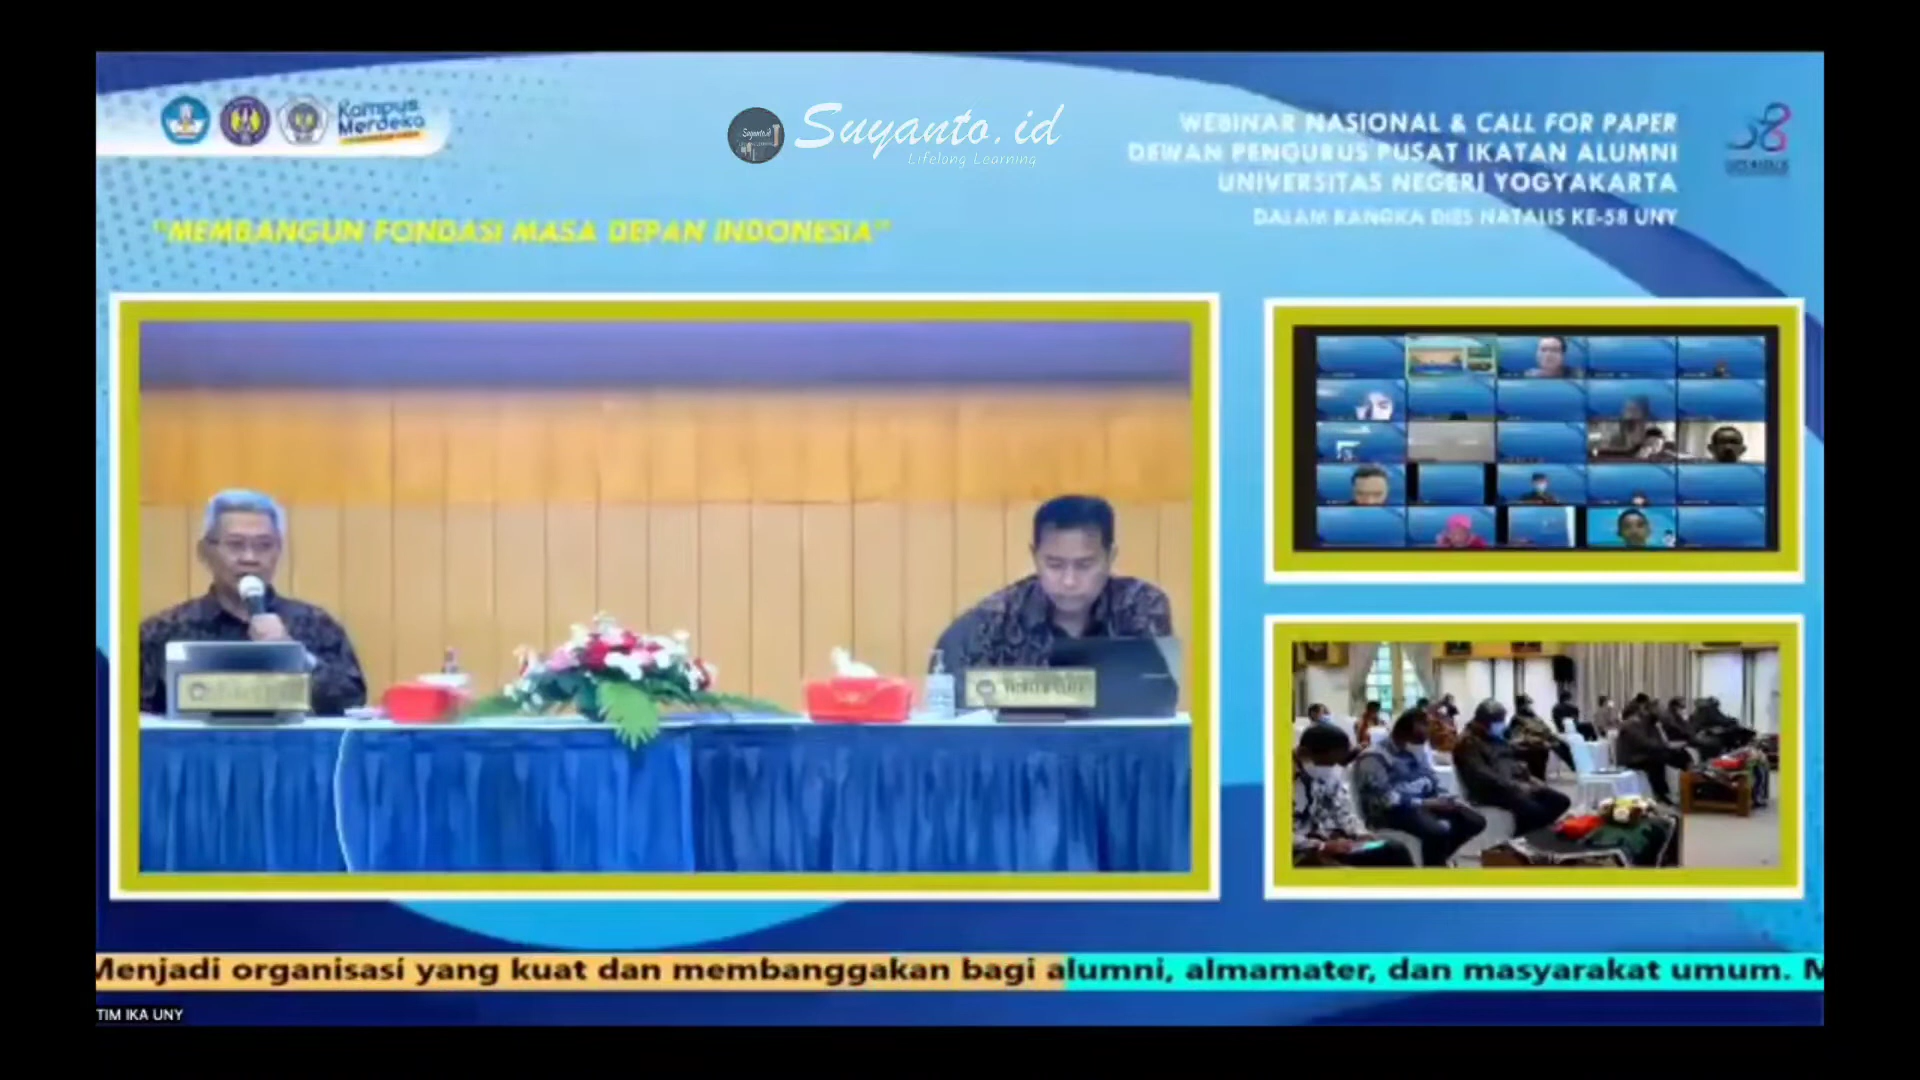 Kampus
Merdeka
Suyanto.id
Lifelong Learning
WEBINAR NASIONAL & CALL FOR PAPER
DEWAN PENGURUS PUSAT IKATAN ALUMNI
UNIVERSITAS NEGERI YOGYAKARTA
DALAM RANGKA DIES NATALIS KE-58 UNY
"MEMBANGUN FONDASI MASA DEPAN INDONESIA"
Menjadi organisasi yang kuat dan membanggakan bagi alumni, almamater, dan masyarakat umum. M
TIM IKA UNY